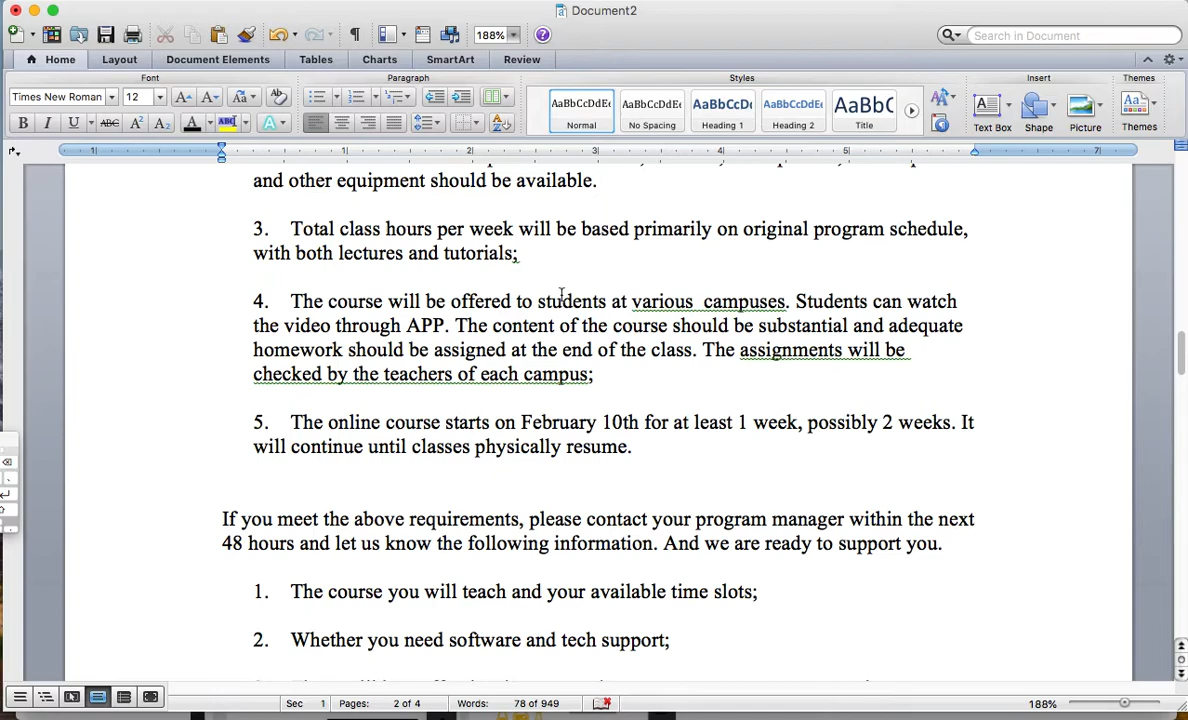 Document2
188%
Search in Document
Home Layout Document Elements Tables Charts SmartArt Review
Font Paragraph Styles Insert Themes
Times New Roman 12
AaBbCcDdEe AaBbCcDdEe AaBbCcDc AaBbCcDdEe AaBbC
Normal No Spacing Heading 1 Heading 2 Title
Text Box Shape Picture Themes
and other equipment should be available.
3. Total class hours per week will be based primarily on original program schedule,
with both lectures and tutorials;
4. The course will be offered to students at various campuses. Students can watch
the video through APP. The content of the course should be substantial and adequate
homework should be assigned at the end of the class. The assignments will be
checked by the teachers of each campus;
5. The online course starts on February 10th for at least 1 week, possibly 2 weeks. It
will continue until classes physically resume.
If you meet the above requirements, please contact your program manager within the next
48 hours and let us know the following information. And we are ready to support you.
1. The course you will teach and your available time slots;
2. Whether you need software and tech support;
Sec 1 Pages: 2 of 4 Words: 78 of 949 188%